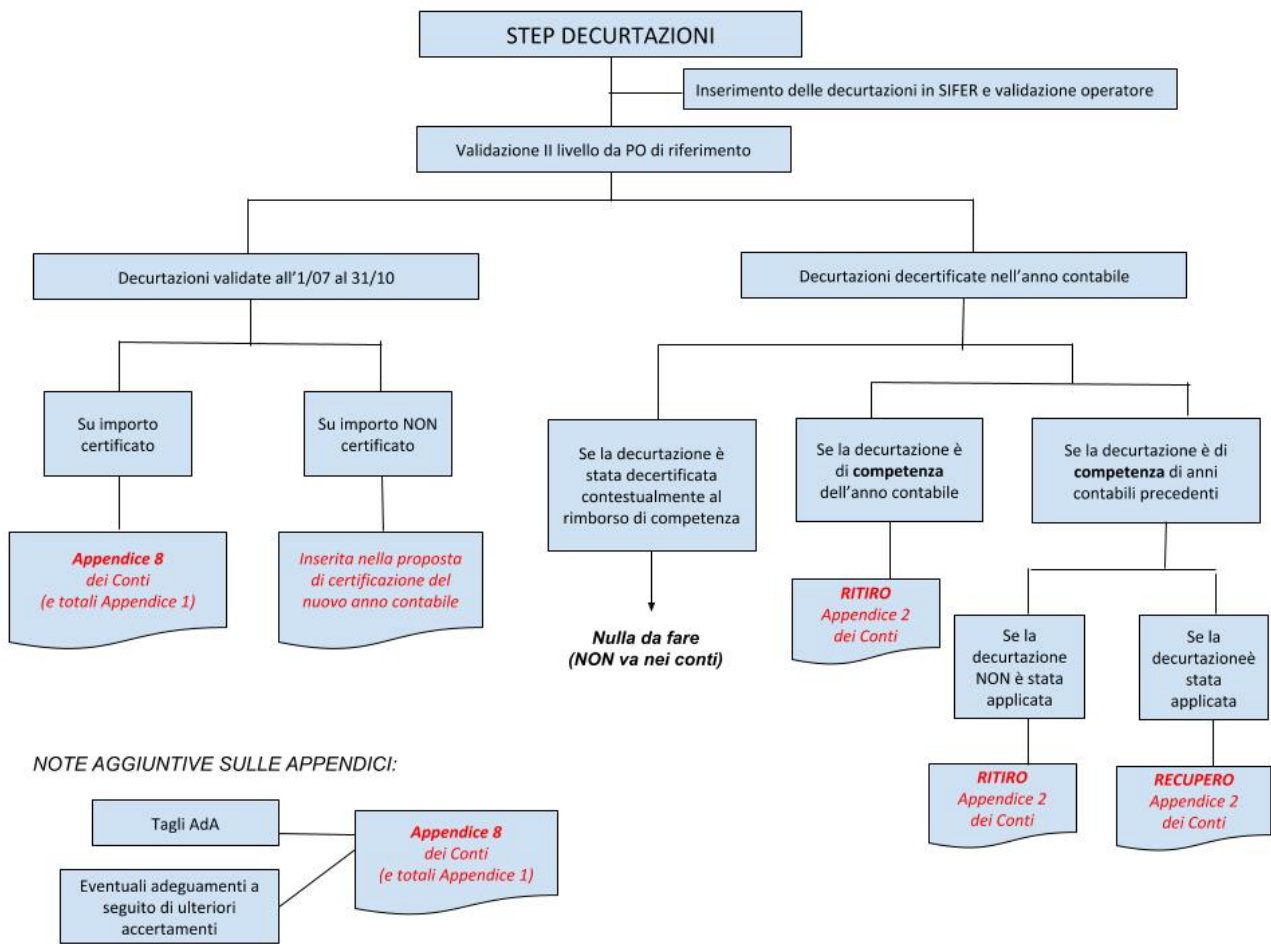 STEP DECURTAZIONI
Inserimento delle decurtazioni in SIFER e validazione operatore
Validazione II livello da PO di riferimento
Decurtazioni validate all'1/07 al 31/10
Decurtazioni decertificate nell'anno contabile
Su importo
certificato
Su importo NON
certificato
Se la decurtazione è
stata decertificata
contestualmente al
rimborso di competenza
Se la decurtazione è
di competenza
dell'anno contabile
Se la decurtazione è di
competenza di anni
contabili precedenti
Appendice 8
dei Conti
(e totali Appendice 1)
Inserita nella proposta
di certificazione del
nuovo anno contabile
Nulla da fare
(NON va nei conti)
RITIRO
Appendice 2
dei Conti
Se la
decurtazione
NON è stata
applicata
Se la
decurtazioneè
stata
applicata
RITIRO
Appendice 2
dei Conti
RECUPERO
Appendice 2
dei Conti
NOTE AGGIUNTIVE SULLE APPENDICI:
Tagli AdA
Eventuali adeguamenti a
seguito di ulteriori
accertamenti
Appendice 8
dei Conti
(e totali Appendice 1)